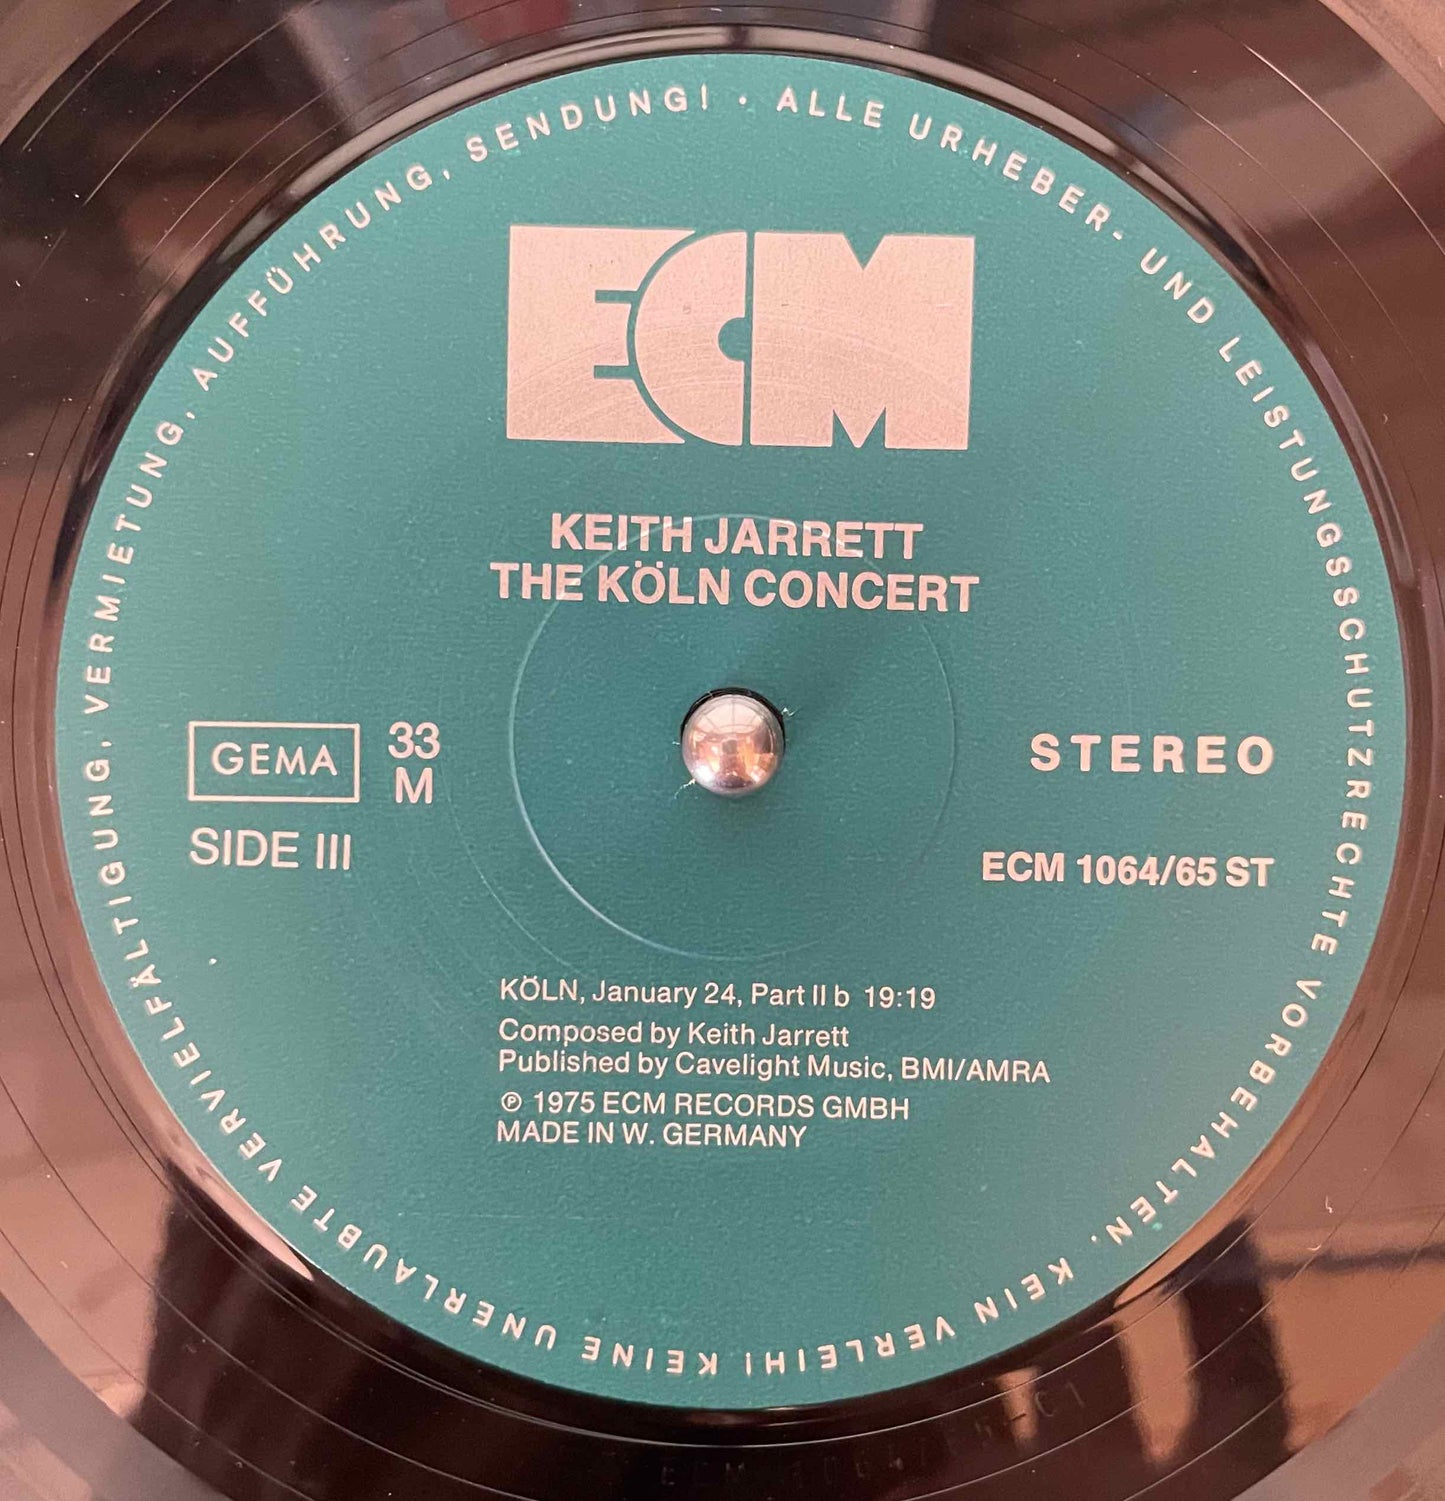 ALLE URHEBER- UND LEISTUNGSSCHUTZRECHTE VORBEHALTEN. KEIN VERLEIH! KEINE UNERLAUBTE VERVIELFÄLTIGUNG, VERMIETUNG, AUFFÜHRUNG, SENDUNG! ·
ECM
KEITH JARRETT
THE KÖLN CONCERT
GEMA
33
M
STEREO
SIDE III
ECM 1064/65 ST
KÖLN, January 24, Part II b 19:19
Composed by Keith Jarrett
Published by Cavelight Music, BMI/AMRA
℗ 1975 ECM RECORDS GMBH
MADE IN W. GERMANY